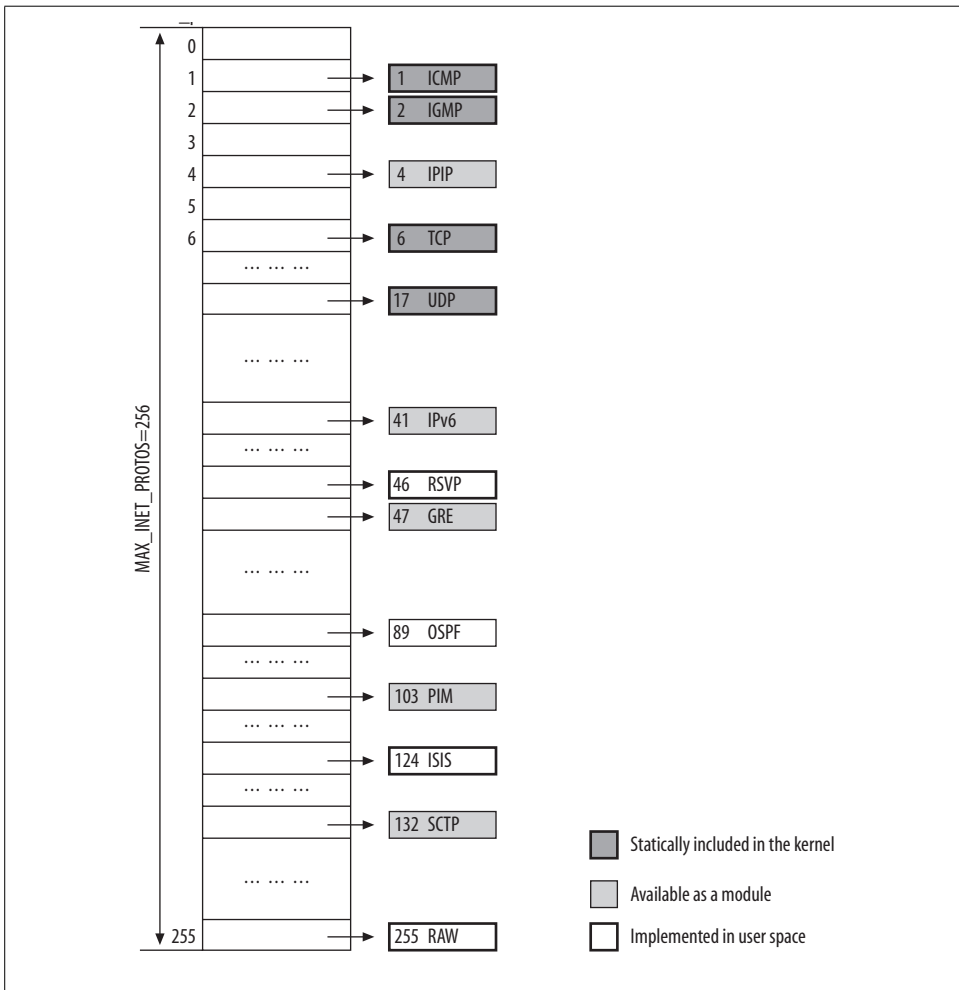 0
1
1 ICMP
2
2 IGMP
3
4
4 IPIP
5
6
6 TCP
... ... ...
17 UDP
... ... ...
MAX_INET_PROTOS=256
41 IPv6
... ... ...
46 RSVP
47 GRE
... ... ...
89 OSPF
... ... ...
103 PIM
... ... ...
124 ISIS
... ... ...
132 SCTP
Statically included in the kernel
... ... ...
Available as a module
255
255 RAW
Implemented in user space